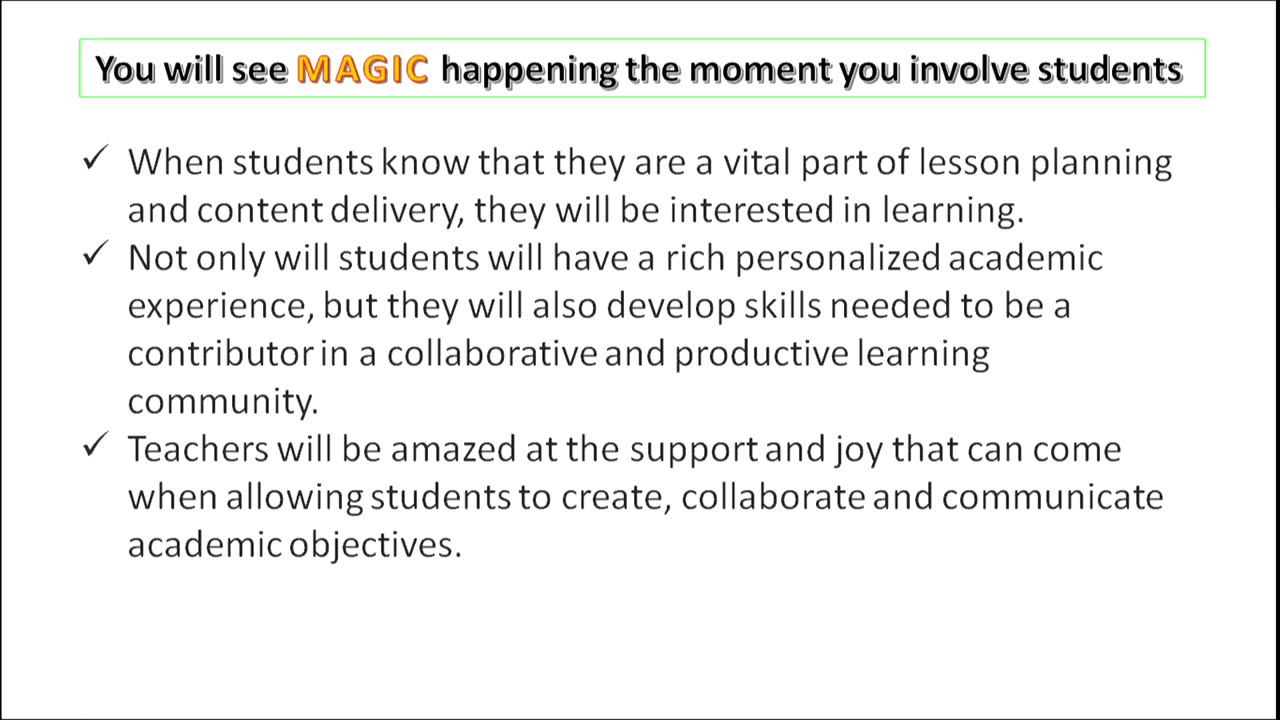 You will see MAGIC happening the moment you involve students
✓ When students know that they are a vital part of lesson planning
and content delivery, they will be interested in learning.
✓ Not only will students will have a rich personalized academic
experience, but they will also develop skills needed to be a
contributor in a collaborative and productive learning
community.
✓ Teachers will be amazed at the support and joy that can come
when allowing students to create, collaborate and communicate
academic objectives.